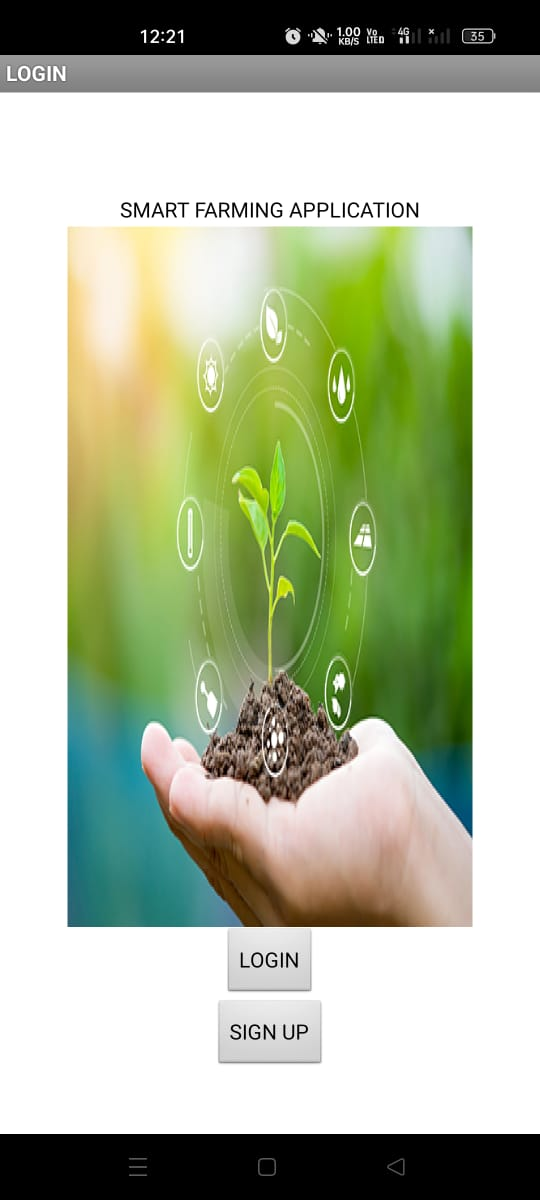 12:21
1.00
KB/S
Vo
LTE
4G
35
LOGIN
SMART FARMING APPLICATION
LOGIN
SIGN UP